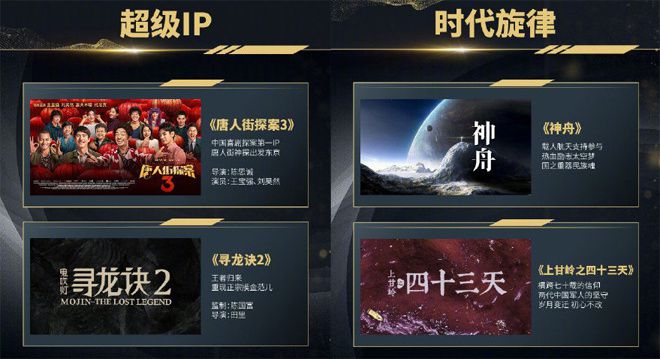 超级IP
《唐人街探案3》
中国喜剧探案第一IP
唐人街神探出发东京
导演：陈思诚
演员：王宝强、刘昊然
唐人街探案
3
《寻龙诀2》
王者归来
重现正宗摸金范儿
监制：陈国富
导演：田里
鬼吹灯
寻龙诀2
MOJIN-THE LOST LEGEND
时代旋律
《神舟》
载人航天支持参与
热血励志太空梦
国之重器民族魂
神舟
《上甘岭之四十三天》
横跨七十载的信仰
两代中国军人的坚守
岁月变迁 初心不改
上甘岭之
四十三天